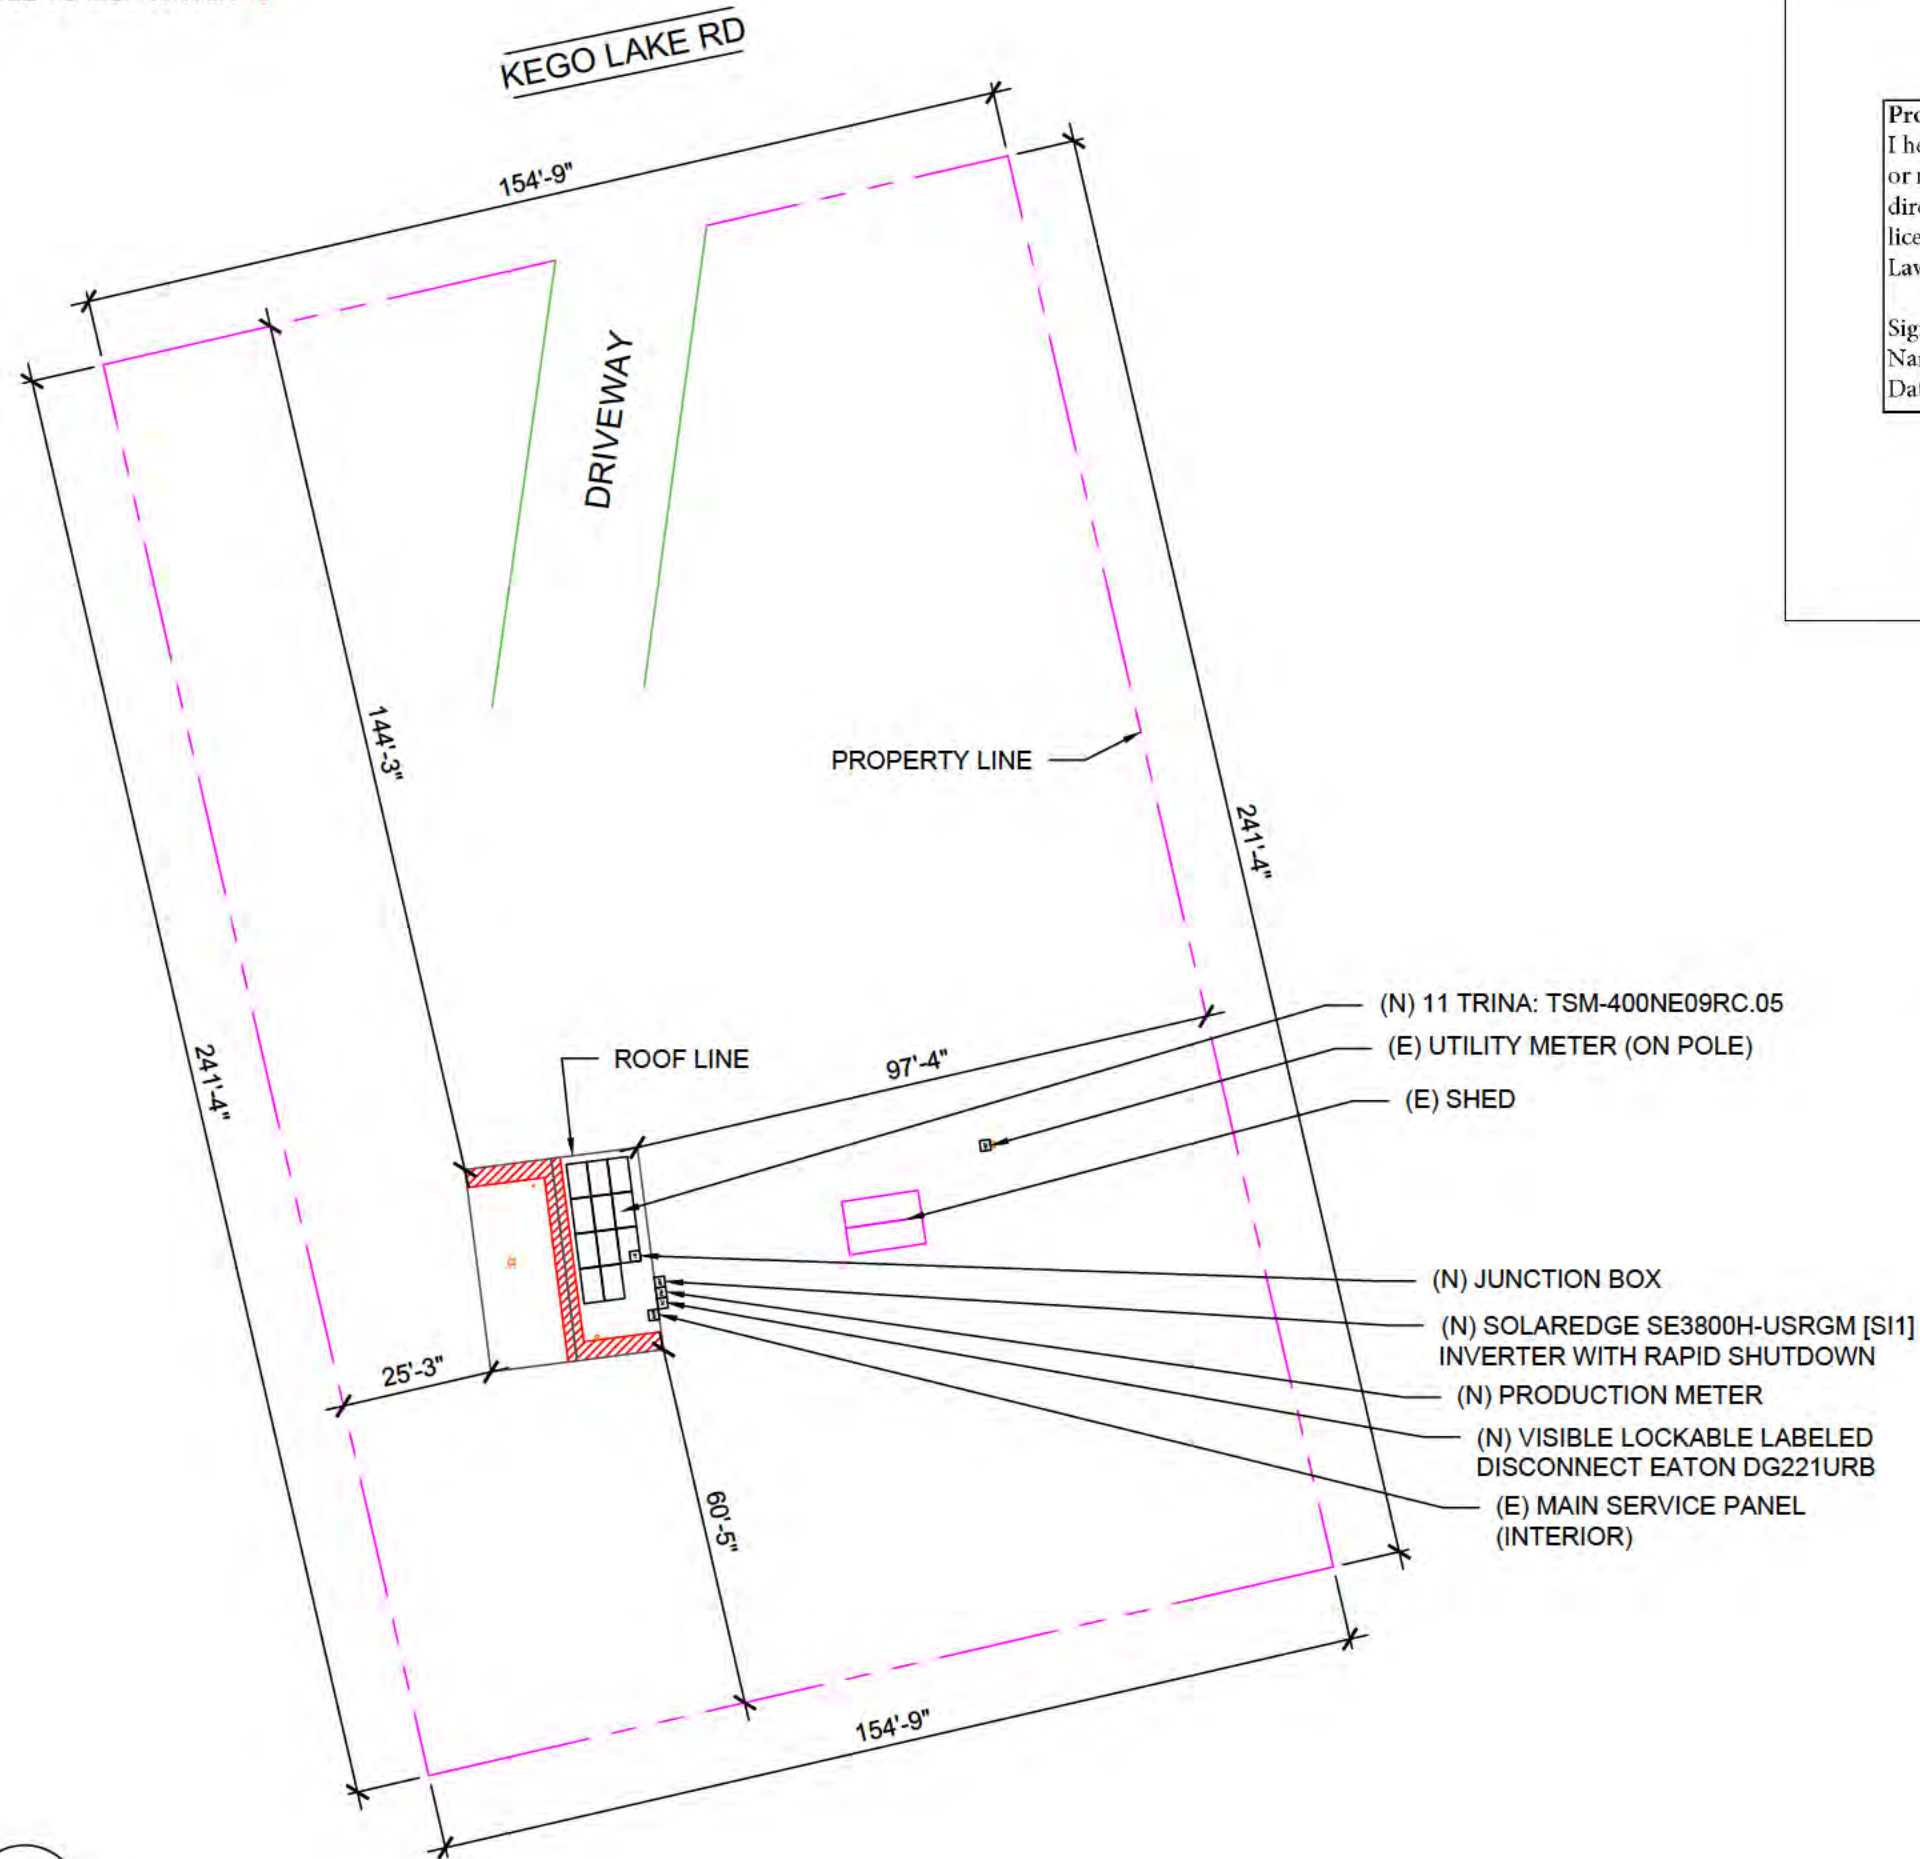 KEGO LAKE RD
154'-9"
DRIVEWAY
144'-3"
PROPERTY LINE
241'-4"
241'-4"
ROOF LINE
97'-4"
(N) 11 TRINA: TSM-400NE09RC.05
(E) UTILITY METER (ON POLE)
(E) SHED
(N) JUNCTION BOX
(N) SOLAREDGE SE3800H-USRGM [SI1]
INVERTER WITH RAPID SHUTDOWN
(N) PRODUCTION METER
(N) VISIBLE LOCKABLE LABELED
DISCONNECT EATON DG221URB
(E) MAIN SERVICE PANEL
(INTERIOR)
25'-3"
60'-5"
154'-9"
I he
or